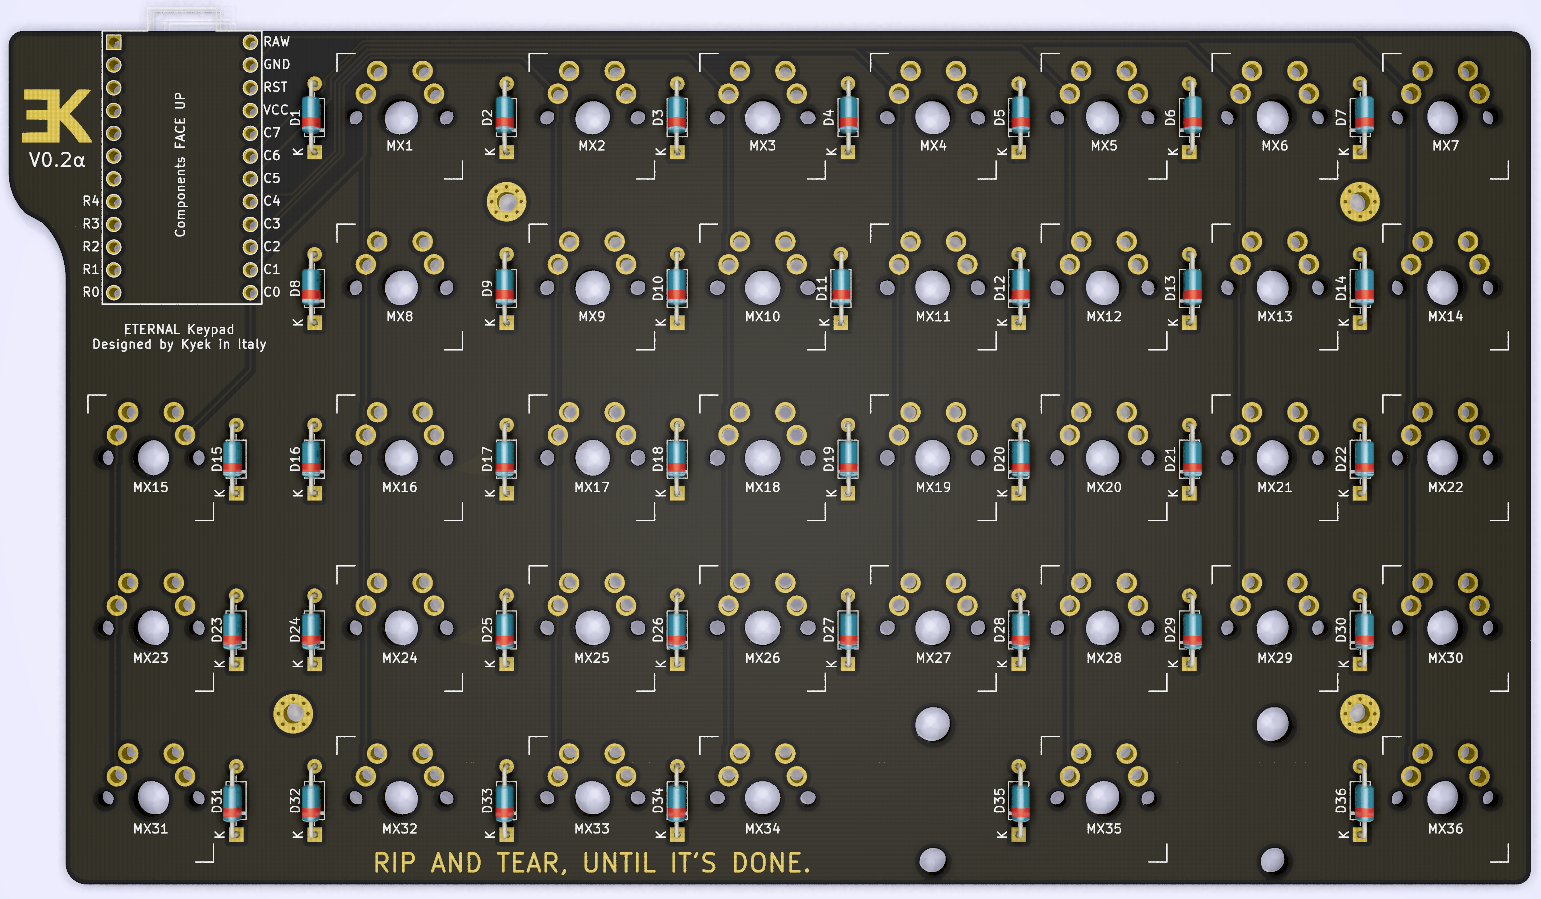 RAW
GND
RST
VCC
C7
C6
C5
R4 C4
R3 C3
R2 C2
R1 C1
R0 C0
Components FACE UP
EK
V0.2α
ETERNAL Keypad
Designed by Kyek in Italy
D1 D2 D3 D4 D5 D6 D7
K K K K K K K
MX1 MX2 MX3 MX4 MX5 MX6 MX7
D8 D9 D10 D11 D12 D13 D14
K K K K K K K
MX8 MX9 MX10 MX11 MX12 MX13 MX14
D15 D16 D17 D18 D19 D20 D21 D22
K K K K K K K K
MX15 MX16 MX17 MX18 MX19 MX20 MX21 MX22
D23 D24 D25 D26 D27 D28 D29 D30
K K K K K K K K
MX23 MX24 MX25 MX26 MX27 MX28 MX29 MX30
D31 D32 D33 D34 D35 D36
K K K K K K
MX31 MX32 MX33 MX34 MX35 MX36
RIP AND TEAR, UNTIL IT'S DONE.